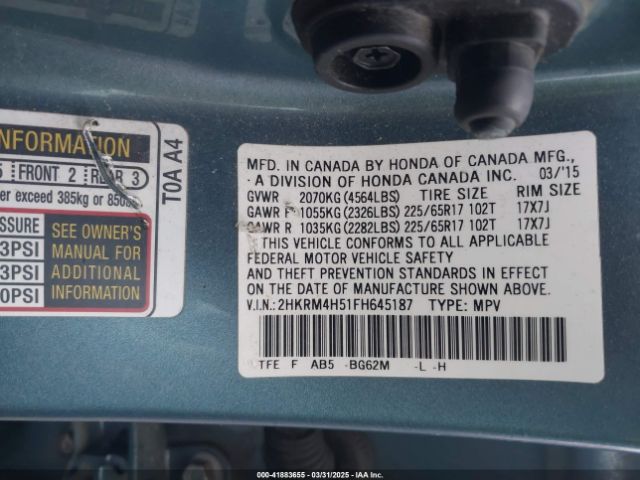 INFORMATION
5 FRONT 2 REAR 3
er exceed 385kg or 850lbs
ESSURE
3PSI
3PSI
0PSI
SEE OWNER'S
MANUAL FOR
ADDITIONAL
INFORMATION
T0A A4
MFD. IN CANADA BY HONDA OF CANADA MFG.,
- A DIVISION OF HONDA CANADA INC. 03/'15
GVWR 2070KG (4564LBS) TIRE SIZE RIM SIZE
GAWR F 1055KG (2326LBS) 225/65R17 102T 17X7J
GAWR R 1035KG (2282LBS) 225/65R17 102T 17X7J
THIS VEHICLE CONFORMS TO ALL APPLICABLE
FEDERAL MOTOR VEHICLE SAFETY
AND THEFT PREVENTION STANDARDS IN EFFECT
ON THE DATE OF MANUFACTURE SHOWN ABOVE.
V.I.N.: 2HKRM4H51FH645187 TYPE: MPV
TFE F AB5 -BG62M -L -H
000-41883655 - 03/31/2025 - IAA Inc.